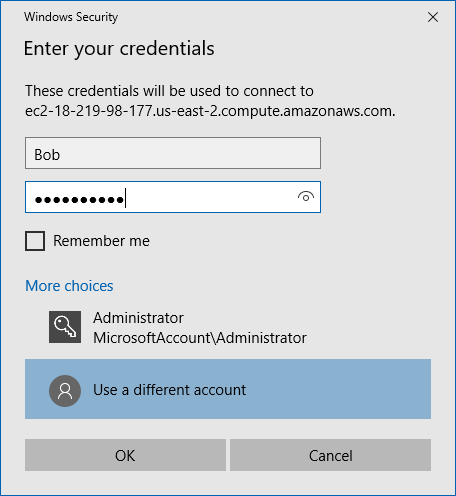 Windows Security
Enter your credentials
These credentials will be used to connect to
ec2-18-219-98-177.us-east-2.compute.amazonaws.com.
Bob
●●●●●●●●●●
Remember me
More choices
Administrator
MicrosoftAccount\Administrator
Use a different account
OK
Cancel